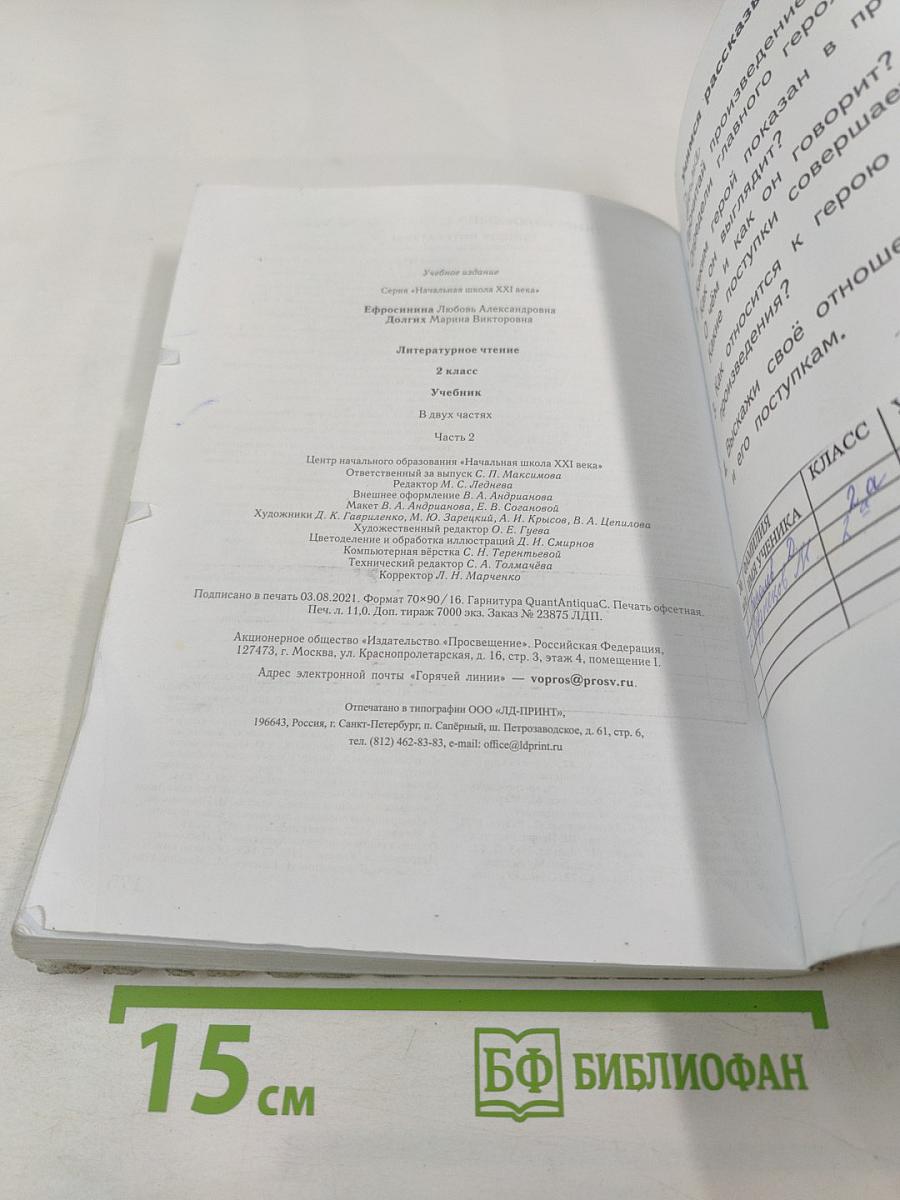 Учебное издание
Серия «Начальная школа XXI века»
Ефросинина Любовь Александровна
Долгих Марина Викторовна
Литературное чтение
2 класс
Учебник
В двух частях
Часть 2
Центр начального образования «Начальная школа XXI века»
Ответственный за выпуск С. П. Максимова
Редактор М. С. Леднева
Внешнее оформление В. А. Андрианова
Макет В. А. Андрианова, Е. В. Согановой
Художники Д. К. Гавриленко, М. Ю. Зарецкий, А. И. Крысов, В. А. Цепилова
Художественный редактор О. Е. Гуева
Цветоделение и обработка иллюстраций Д. И. Смирнов
Компьютерная вёрстка С. Н. Терентьевой
Технический редактор С. А. Толмачёва
Корректор Л. Н. Марченко
Подписано в печать 03.08.2021. Формат 70×90/16. Гарнитура QuantAntiquaC. Печать офсетная.
Печ. л. 11,0. Доп. тираж 7000 экз. Заказ № 23875 ЛДП.
Акционерное общество «Издательство «Просвещение». Российская Федерация,
127473, г. Москва, ул. Краснопролетарская, д. 16, стр. 3, этаж 4, помещение I.
Адрес электронной почты «Горячей линии» — vopros@prosv.ru.
Отпечатано в типографии ООО «ЛД-ПРИНТ»,
196643, Россия, г. Санкт-Петербург, п. Сапёрный, ш. Петрозаводское, д. 61, стр. 6,
тел. (812) 462-83-83, e-mail: office@ldprint.ru
произведение
главного героя
герой показан в
Как он выглядит?
О чём и как он говорит?
Какие поступки совершает
Как относится к герою
произведения?
Выскажи своё
и его поступкам.
ФАМИЛИЯ
ИМЯ УЧЕНИКА
КЛАСС
15 см
БФ БИБЛИОФАН